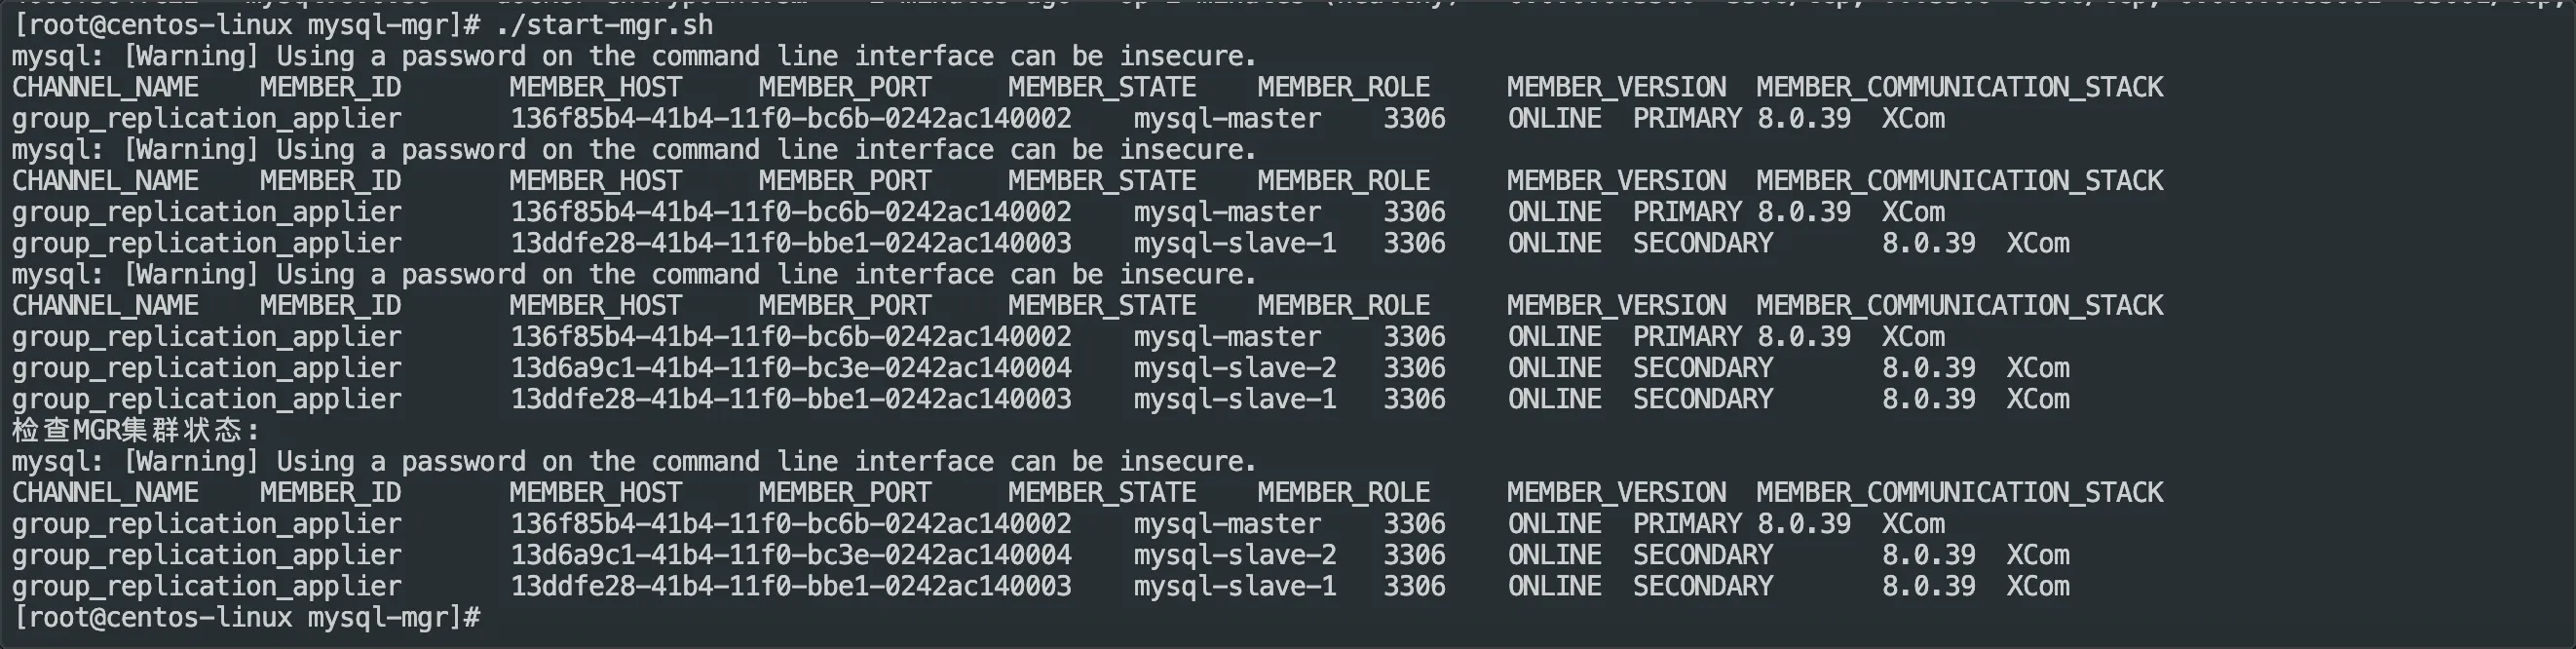 [root@centos-linux mysql-mgr]# ./start-mgr.sh
mysql: [Warning] Using a password on the command line interface can be insecure.
CHANNEL_NAME    MEMBER_ID       MEMBER_HOST     MEMBER_PORT     MEMBER_STATE    MEMBER_ROLE     MEMBER_VERSION  MEMBER_COMMUNICATION_STACK
group_replication_applier       136f85b4-41b4-11f0-bc6b-0242ac140002    mysql-master    3306    ONLINE  PRIMARY 8.0.39  XCom
mysql: [Warning] Using a password on the command line interface can be insecure.
CHANNEL_NAME    MEMBER_ID       MEMBER_HOST     MEMBER_PORT     MEMBER_STATE    MEMBER_ROLE     MEMBER_VERSION  MEMBER_COMMUNICATION_STACK
group_replication_applier       136f85b4-41b4-11f0-bc6b-0242ac140002    mysql-master    3306    ONLINE  PRIMARY 8.0.39  XCom
group_replication_applier       13ddfe28-41b4-11f0-bbe1-0242ac140003    mysql-slave-1   3306    ONLINE  SECONDARY       8.0.39  XCom
mysql: [Warning] Using a password on the command line interface can be insecure.
CHANNEL_NAME    MEMBER_ID       MEMBER_HOST     MEMBER_PORT     MEMBER_STATE    MEMBER_ROLE     MEMBER_VERSION  MEMBER_COMMUNICATION_STACK
group_replication_applier       136f85b4-41b4-11f0-bc6b-0242ac140002    mysql-master    3306    ONLINE  PRIMARY 8.0.39  XCom
group_replication_applier       13d6a9c1-41b4-11f0-bc3e-0242ac140004    mysql-slave-2   3306    ONLINE  SECONDARY       8.0.39  XCom
group_replication_applier       13ddfe28-41b4-11f0-bbe1-0242ac140003    mysql-slave-1   3306    ONLINE  SECONDARY       8.0.39  XCom
检查MGR集群状态:
mysql: [Warning] Using a password on the command line interface can be insecure.
CHANNEL_NAME    MEMBER_ID       MEMBER_HOST     MEMBER_PORT     MEMBER_STATE    MEMBER_ROLE     MEMBER_VERSION  MEMBER_COMMUNICATION_STACK
group_replication_applier       136f85b4-41b4-11f0-bc6b-0242ac140002    mysql-master    3306    ONLINE  PRIMARY 8.0.39  XCom
group_replication_applier       13d6a9c1-41b4-11f0-bc3e-0242ac140004    mysql-slave-2   3306    ONLINE  SECONDARY       8.0.39  XCom
group_replication_applier       13ddfe28-41b4-11f0-bbe1-0242ac140003    mysql-slave-1   3306    ONLINE  SECONDARY       8.0.39  XCom
[root@centos-linux mysql-mgr]#